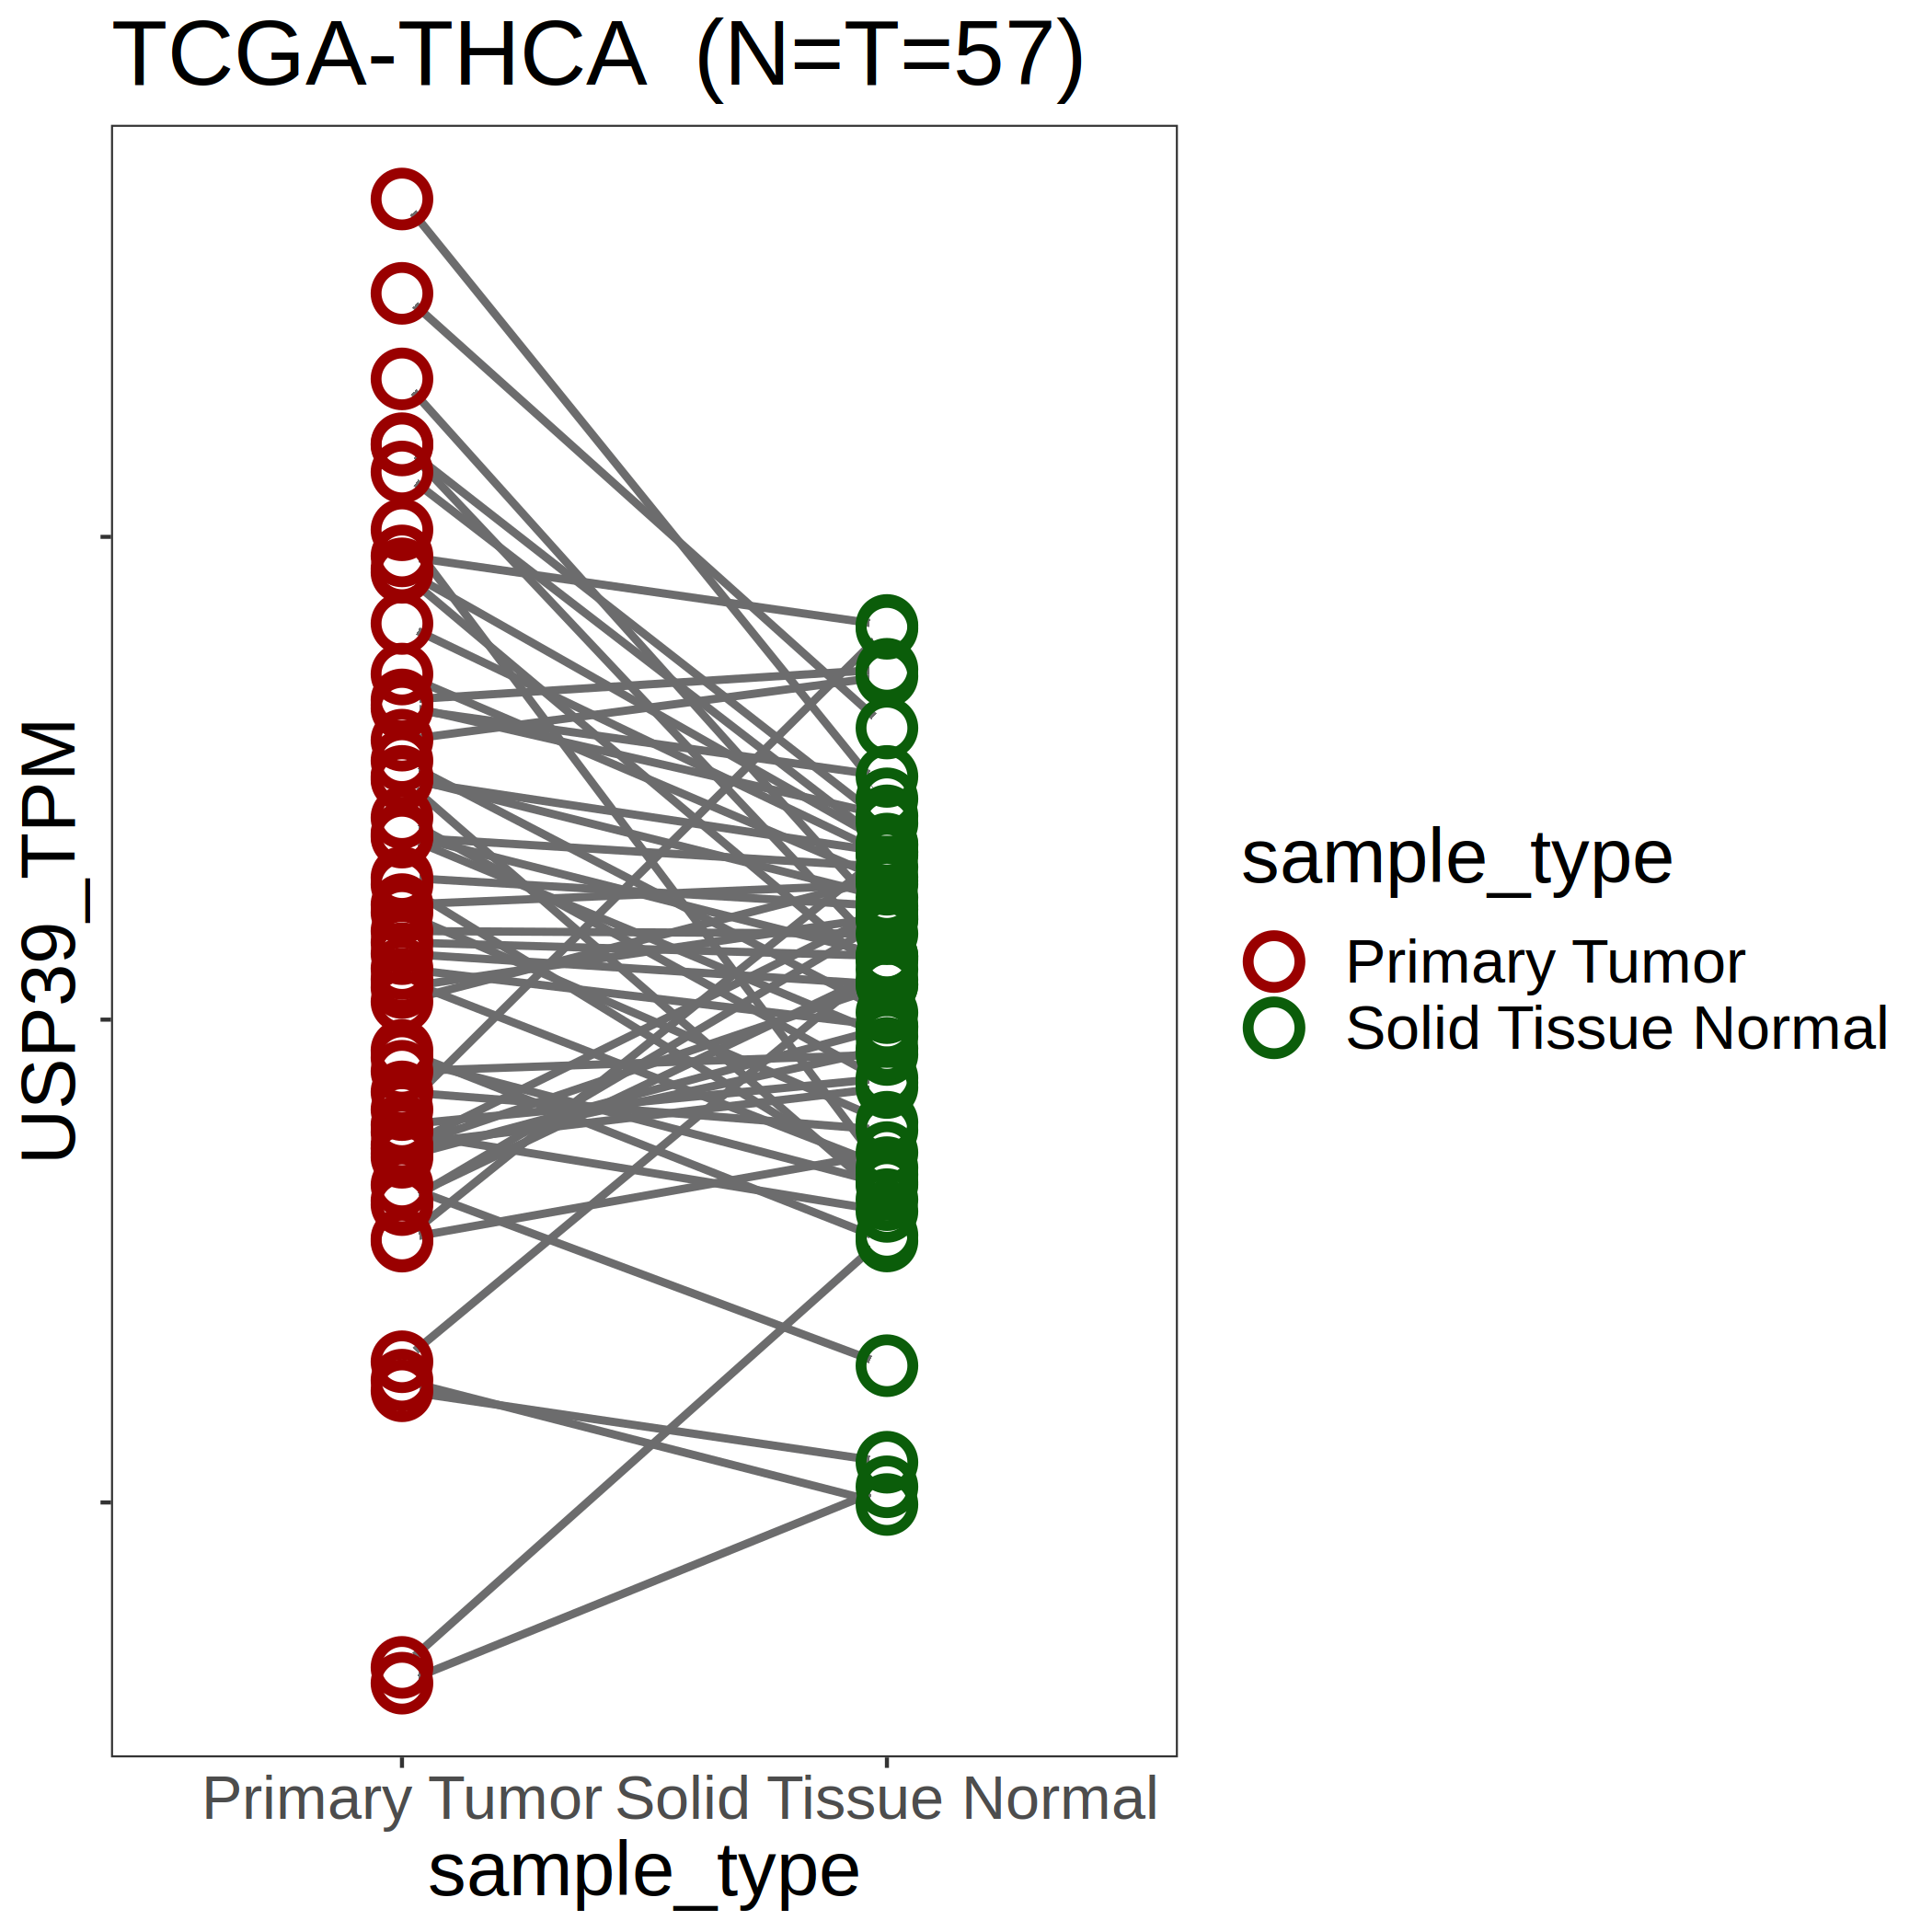 TCGA-THCA  (N=T=57)
USP39_TPM
sample_type
Primary Tumor
Solid Tissue Normal
Primary Tumor Solid Tissue Normal
sample_type